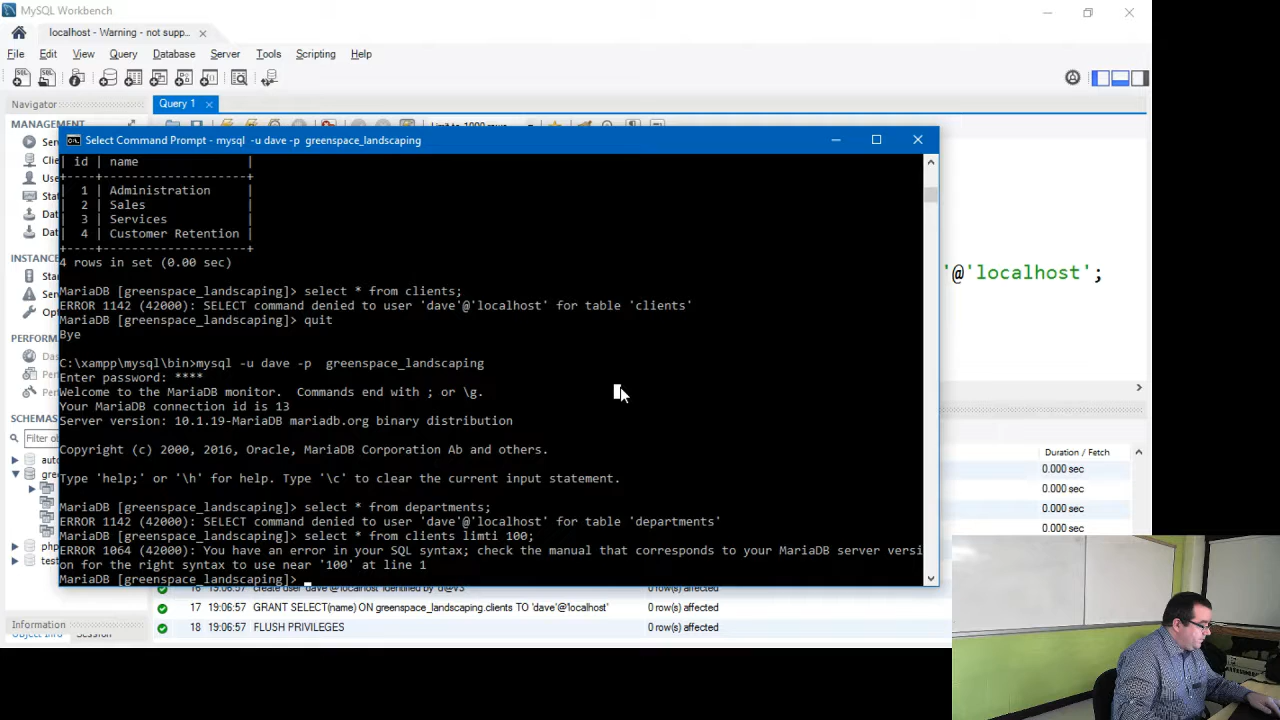 MySQL Workbench
localhost - Warning - not supp..
File Edit View Query Database Server Tools Scripting Help
Navigator
Query 1
MANAGEMENT
Limit to 1000 rows
Select Command Prompt - mysql -u dave -p greenspace_landscaping
| id | name |
+----+--------------------+
| 1 | Administration |
| 2 | Sales |
| 3 | Services |
| 4 | Customer Retention |
+----+--------------------+
4 rows in set (0.00 sec)
MariaDB [greenspace_landscaping]> select * from clients;
ERROR 1142 (42000): SELECT command denied to user 'dave'@'localhost' for table 'clients'
MariaDB [greenspace_landscaping]> quit
Bye
C:\xampp\mysql\bin>mysql -u dave -p  greenspace_landscaping
Enter password: ****
Welcome to the MariaDB monitor.  Commands end with ; or \g.
Your MariaDB connection id is 13
Server version: 10.1.19-MariaDB mariadb.org binary distribution
Copyright (c) 2000, 2016, Oracle, MariaDB Corporation Ab and others.
Type 'help;' or '\h' for help. Type '\c' to clear the current input statement.
MariaDB [greenspace_landscaping]> select * from departments;
ERROR 1142 (42000): SELECT command denied to user 'dave'@'localhost' for table 'departments'
MariaDB [greenspace_landscaping]> select * from clients limti 100;
ERROR 1064 (42000): You have an error in your SQL syntax; check the manual that corresponds to your MariaDB server versi
on for the right syntax to use near '100' at line 1
MariaDB [greenspace_landscaping]>
'@'localhost';
INSTANCE
PERFORM
SCHEMAS
Filter ob
Duration / Fetch
0.000 sec
0.000 sec
0.000 sec
0.000 sec
17 19:06:57 GRANT SELECT(name) ON greenspace_landscaping.clients TO 'dave'@'localhost' 0 row(s) affected
18 19:06:57 FLUSH PRIVILEGES 0 row(s) affected
Information
Object Info Session